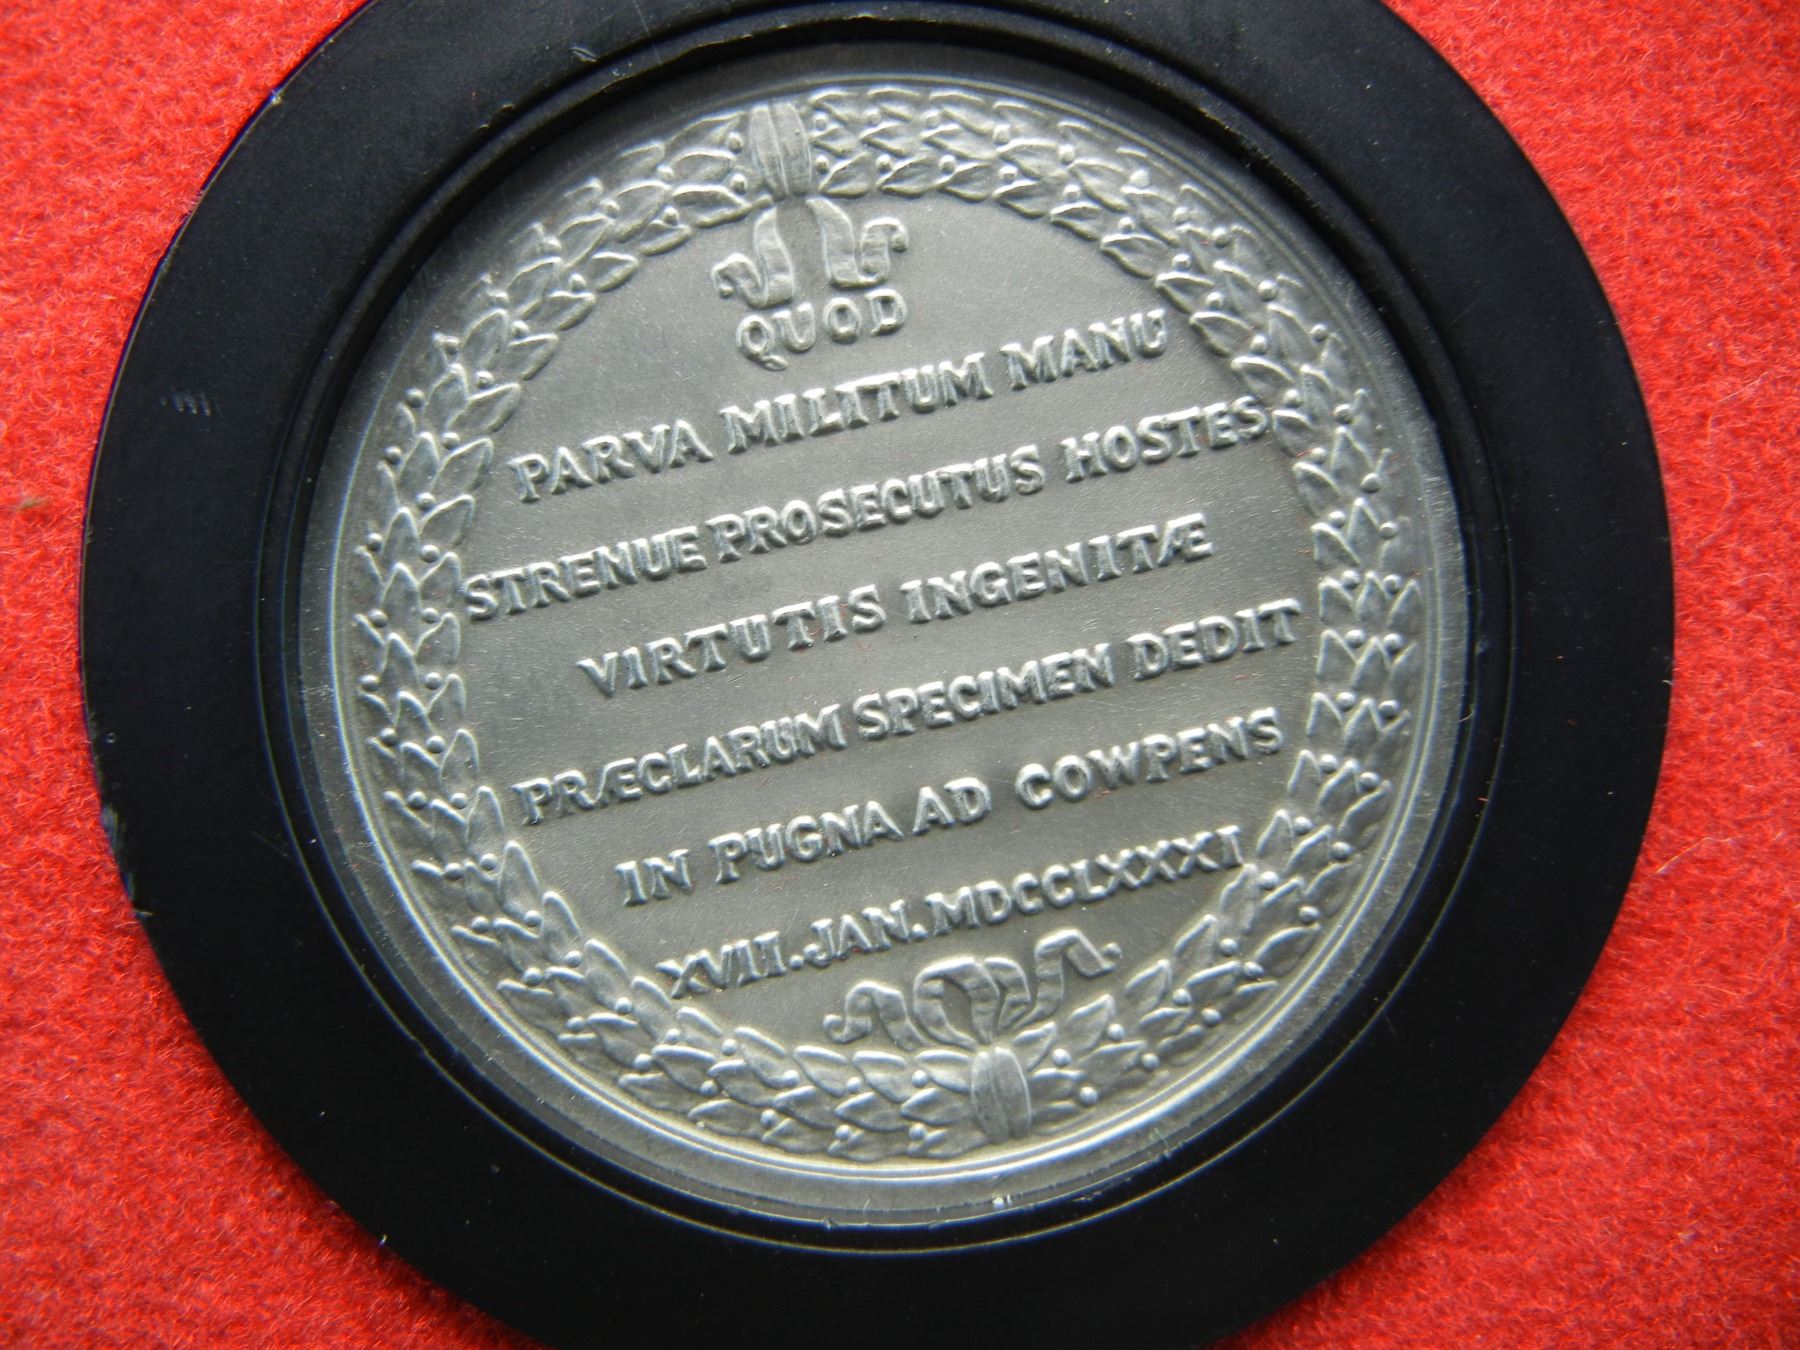 QUOD
PARVA MILITUM MANU
STRENUE PROSECUTUS HOSTES
VIRTUTIS INGENITÆ
PRÆCLARUM SPECIMEN DEDIT
IN PUGNA AD COWPENS
XVII. JAN. MDCCLXXXI